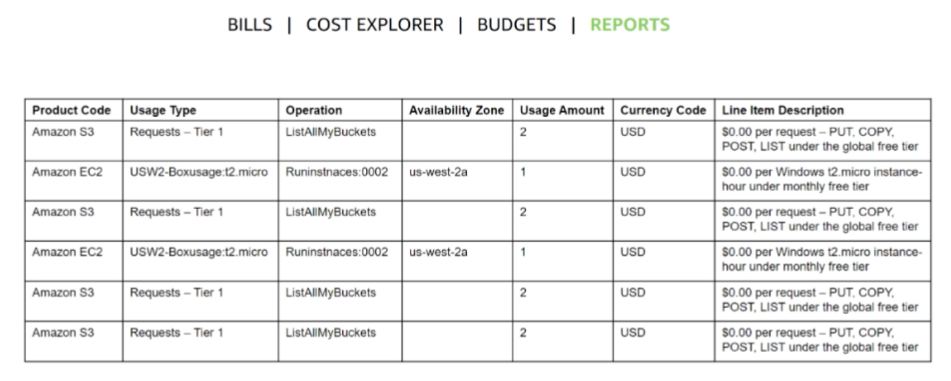 BILLS | COST EXPLORER | BUDGETS | REPORTS
Product Code Usage Type Operation Availability Zone Usage Amount Currency Code Line Item Description
Amazon S3 Requests – Tier 1 ListAllMyBuckets 2 USD $0.00 per request – PUT, COPY,
POST, LIST under the global free tier
Amazon EC2 USW2-Boxusage:t2.micro Runinstnaces:0002 us-west-2a 1 USD $0.00 per Windows t2.micro instance-
hour under monthly free tier
Amazon S3 Requests – Tier 1 ListAllMyBuckets 2 USD $0.00 per request – PUT, COPY,
POST, LIST under the global free tier
Amazon EC2 USW2-Boxusage:t2.micro Runinstnaces:0002 us-west-2a 1 USD $0.00 per Windows t2.micro instance-
hour under monthly free tier
Amazon S3 Requests – Tier 1 ListAllMyBuckets 2 USD $0.00 per request – PUT, COPY,
POST, LIST under the global free tier
Amazon S3 Requests – Tier 1 ListAllMyBuckets 2 USD $0.00 per request – PUT, COPY,
POST, LIST under the global free tier